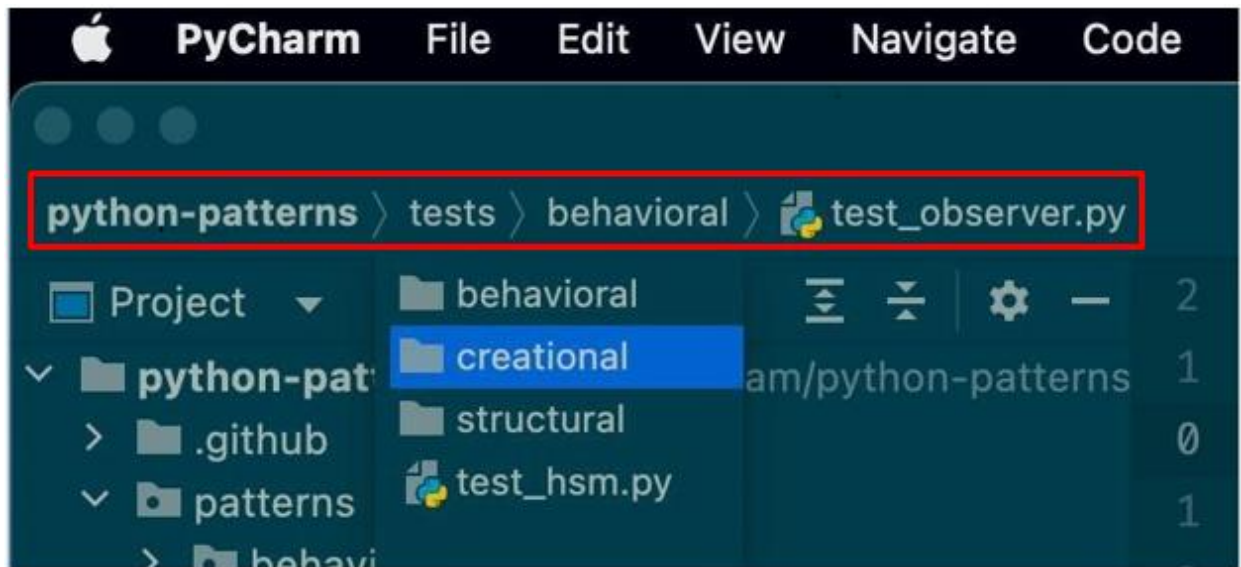 PyCharm File Edit View Navigate Code
python-patterns 〉 tests 〉 behavioral 〉 test_observer.py
Project behavioral 2
creational
python-pat am/python-patterns 1
structural
.github 0
test_hsm.py
patterns 1
behavi